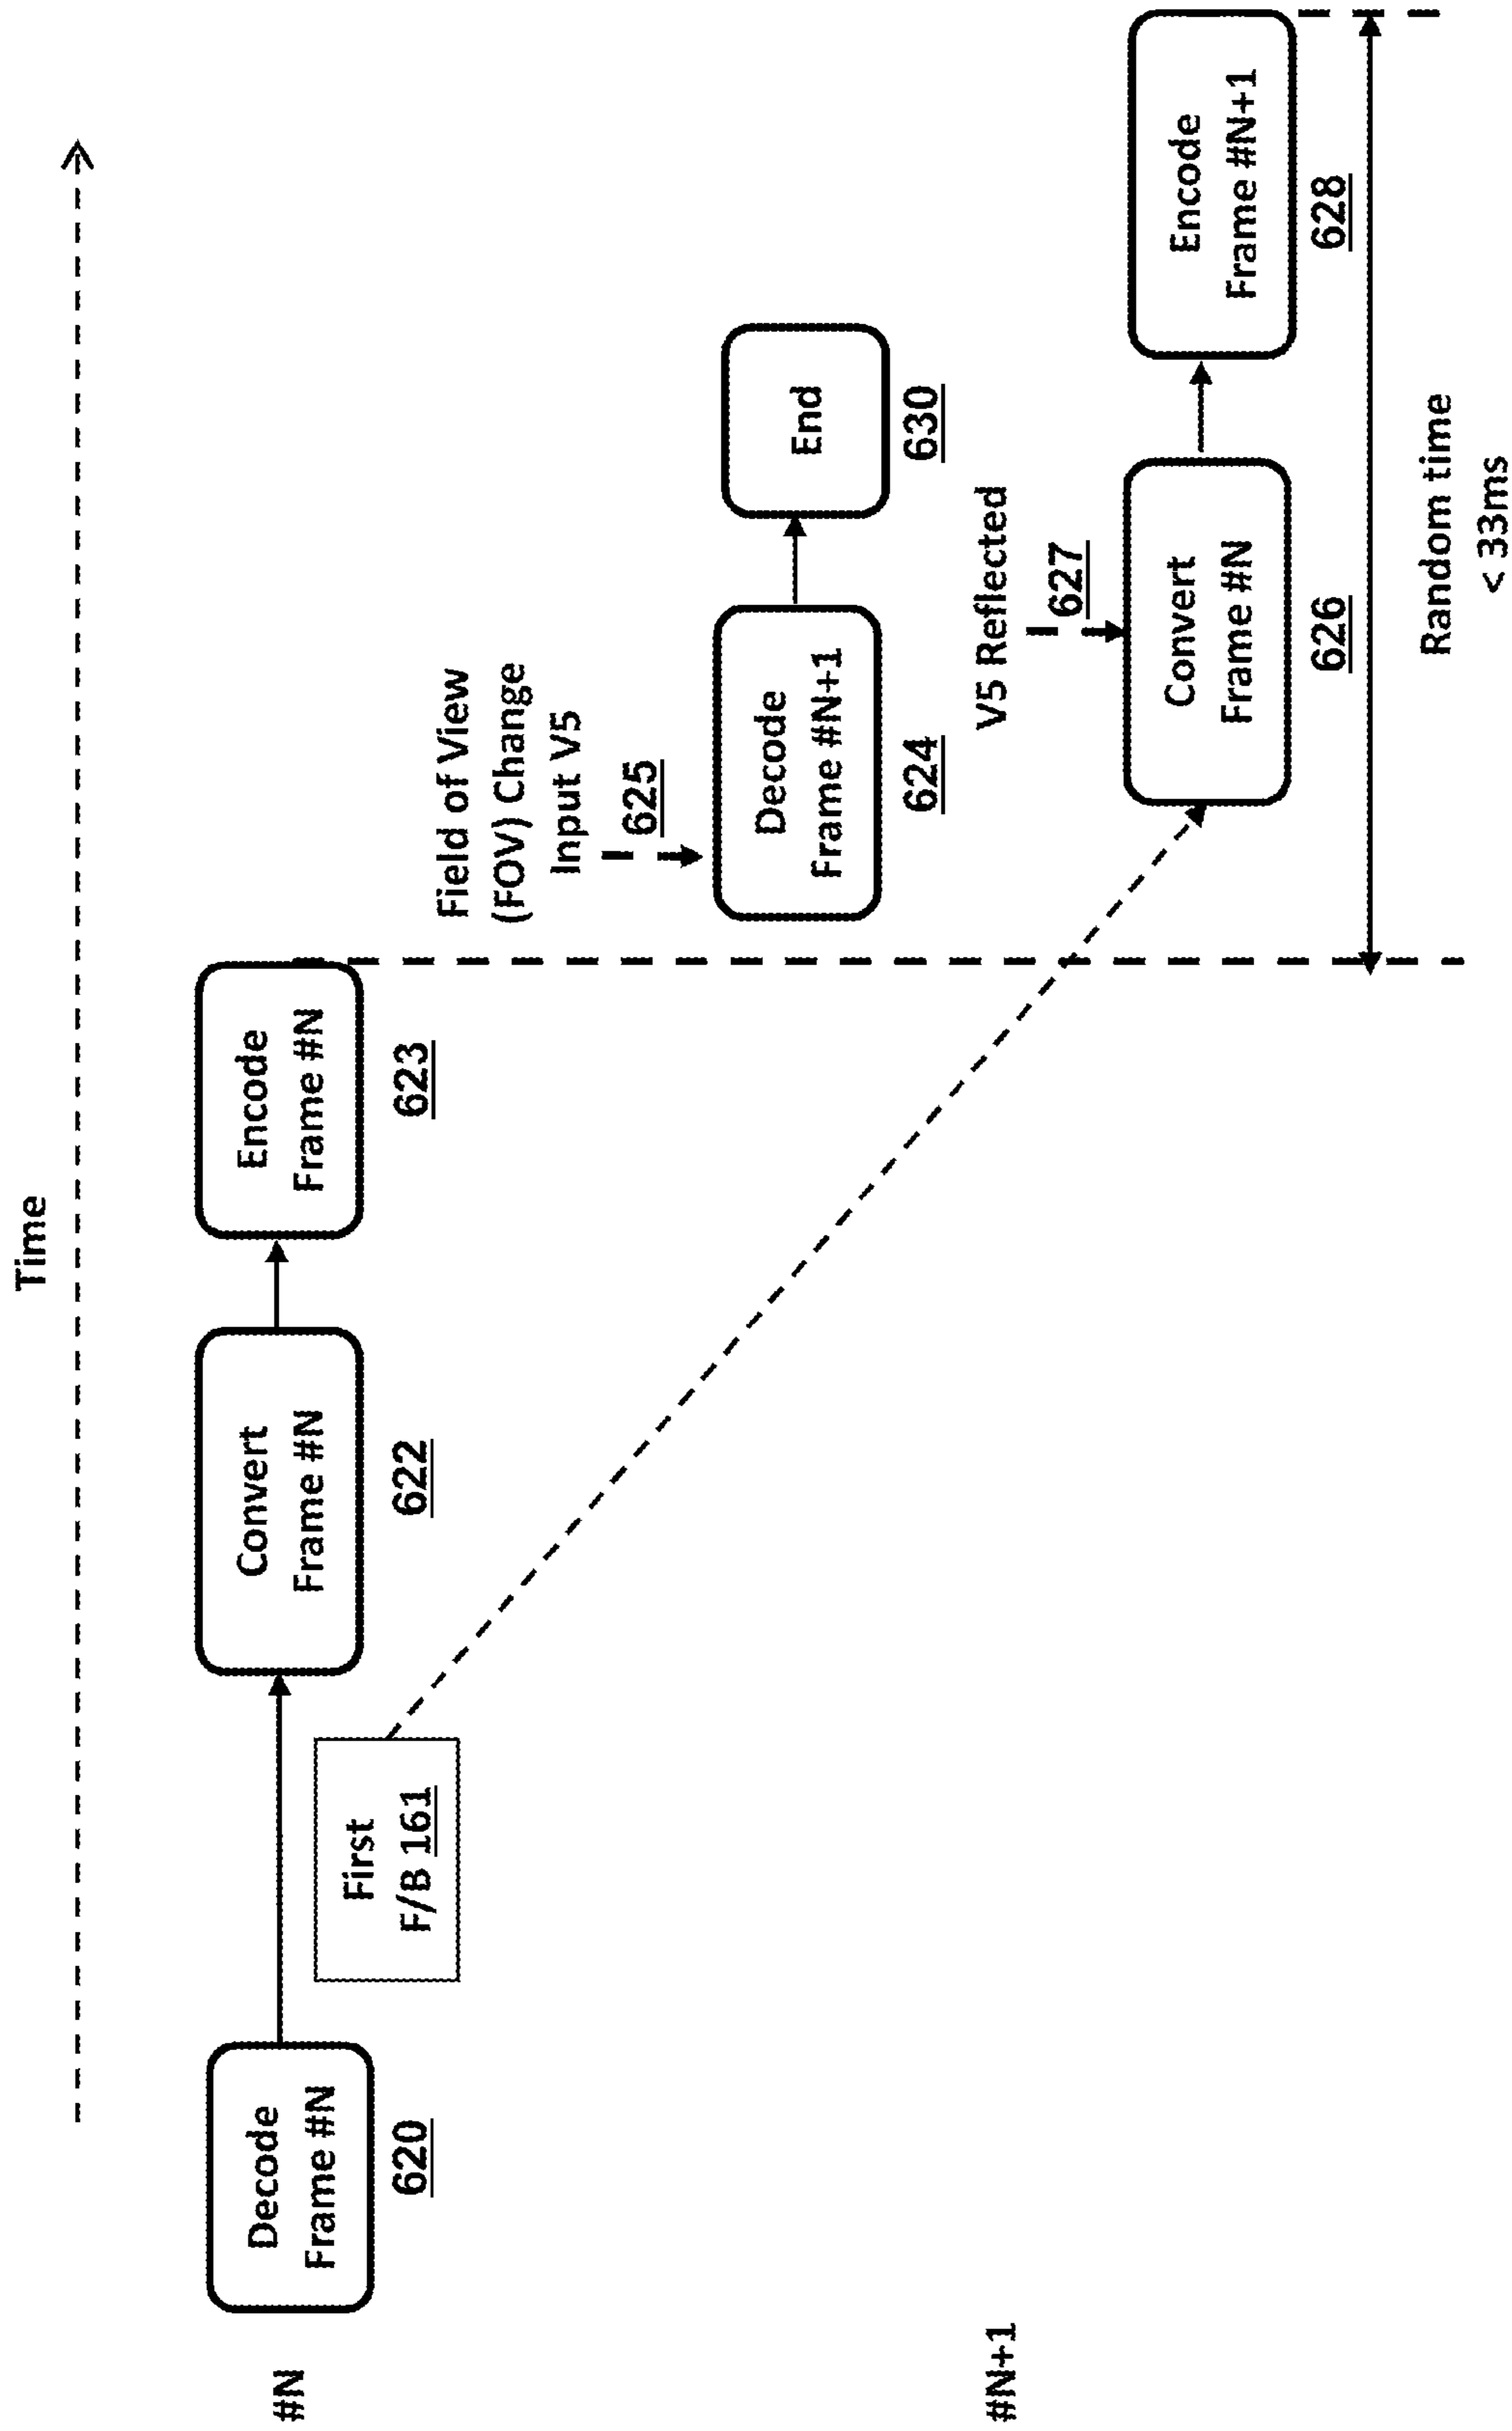 Time
#N
Decode
Frame #N
620
First
F/B 161
Convert
Frame #N
622
Encode
Frame #N
623
#N+1
Field of View
(FOV) Change
Input V5
625
Decode
Frame #N+1
624
End
630
V5 Reflected
627
Convert
Frame #N
626
Encode
Frame #N+1
628
Random time
< 33ms